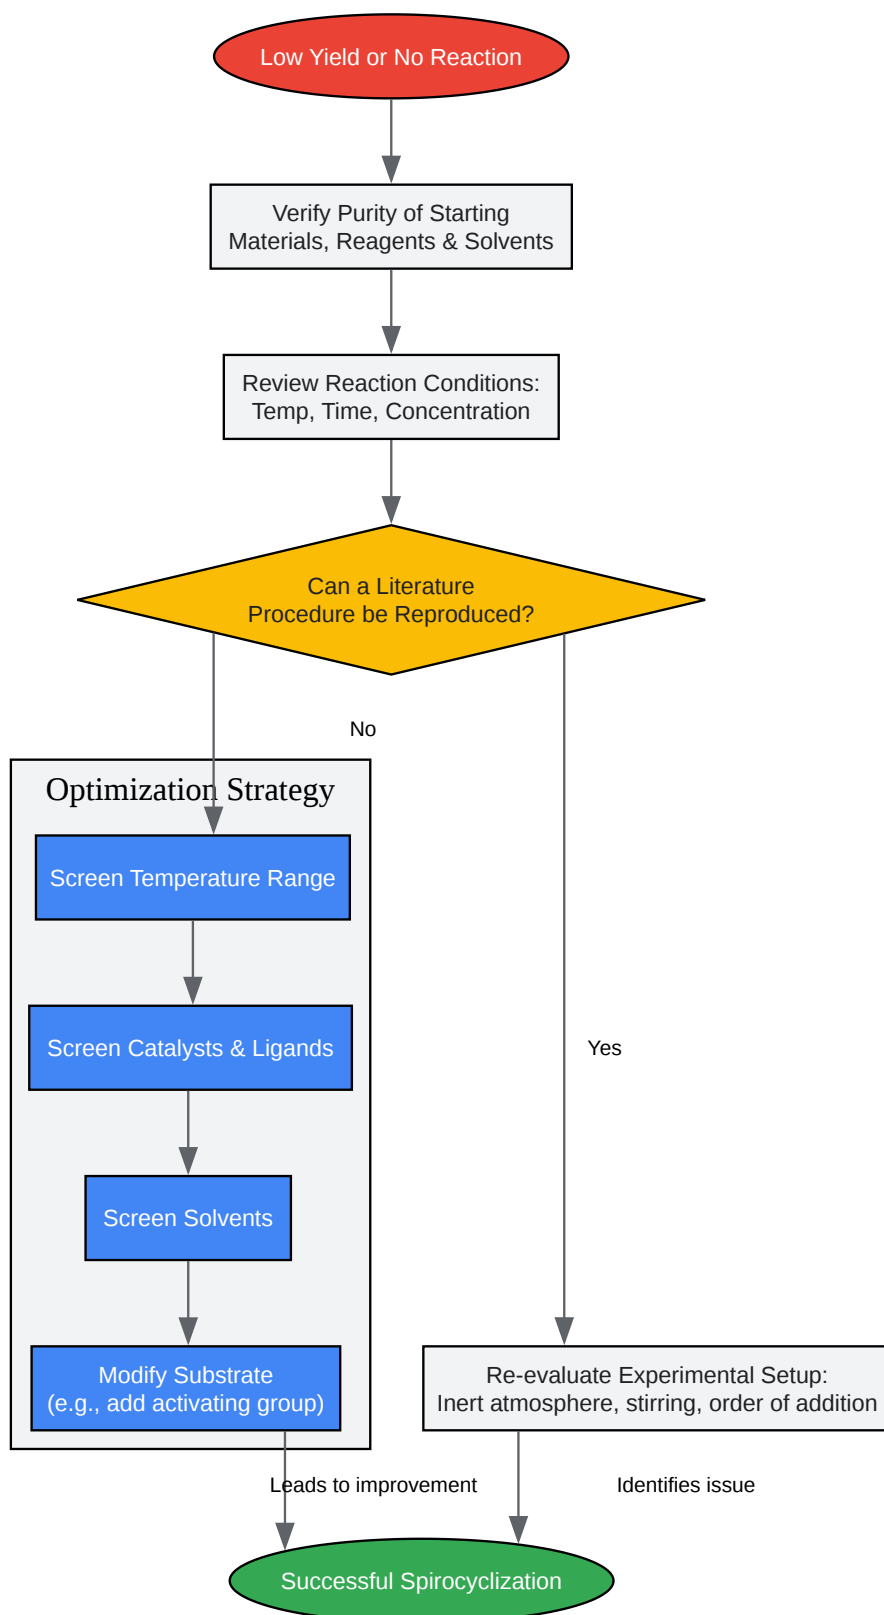 Low Yield or No Reaction
Verify Purity of Starting
Materials, Reagents & Solvents
Review Reaction Conditions:
Temp, Time, Concentration
Can a Literature
Procedure be Reproduced?
No
Optimization Strategy
Screen Temperature Range
Screen Catalysts & Ligands
Yes
Screen Solvents
Modify Substrate
(e.g., add activating group)
Re-evaluate Experimental Setup:
Inert atmosphere, stirring, order of addition
Leads to improvement
Identifies issue
Successful Spirocyclization